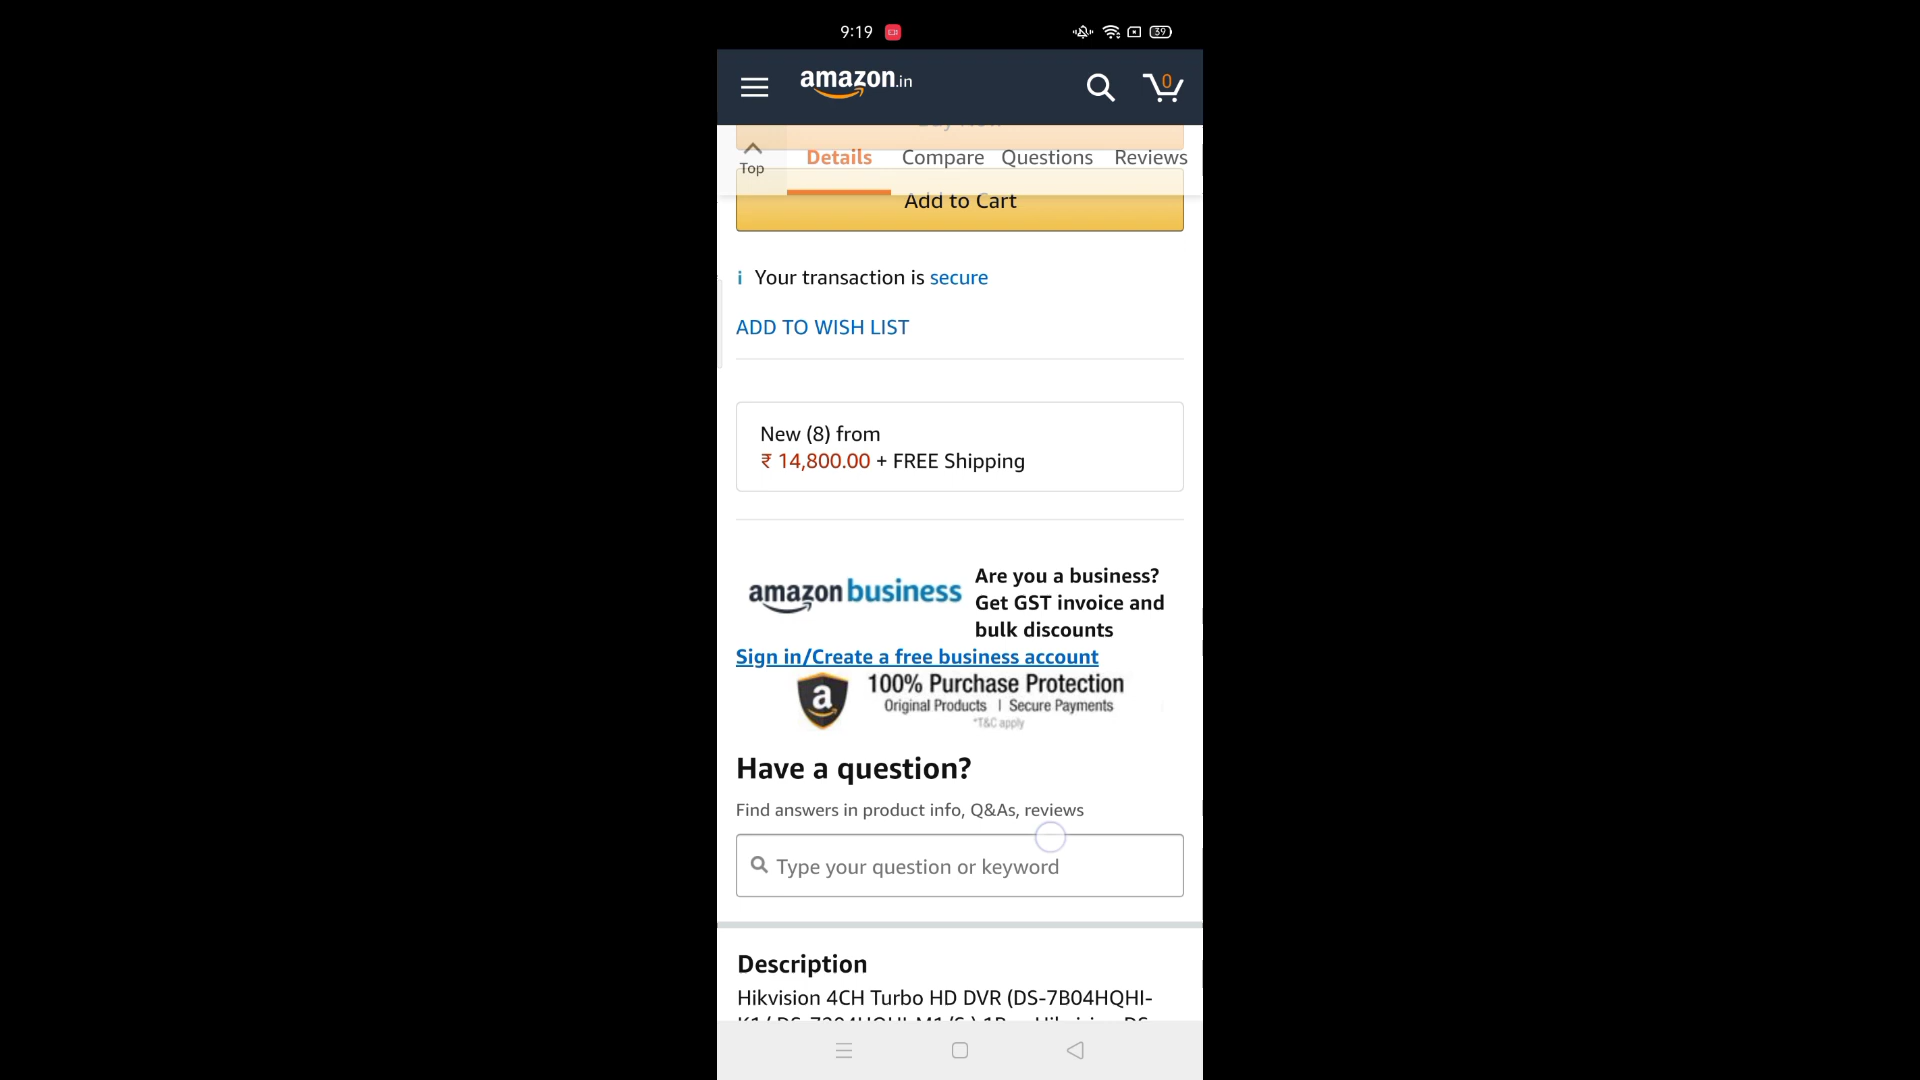 9:19
39
amazon.in
0
Top
Details Compare Questions Reviews
Add to Cart
i Your transaction is secure
ADD TO WISH LIST
New (8) from
₹ 14,800.00 + FREE Shipping
amazon business
Are you a business?
Get GST invoice and
bulk discounts
Sign in/Create a free business account
a
100% Purchase Protection
Original Products | Secure Payments
*T&C apply
Have a question?
Find answers in product info, Q&As, reviews
Type your question or keyword
Description
Hikvision 4CH Turbo HD DVR (DS-7B04HQHI-